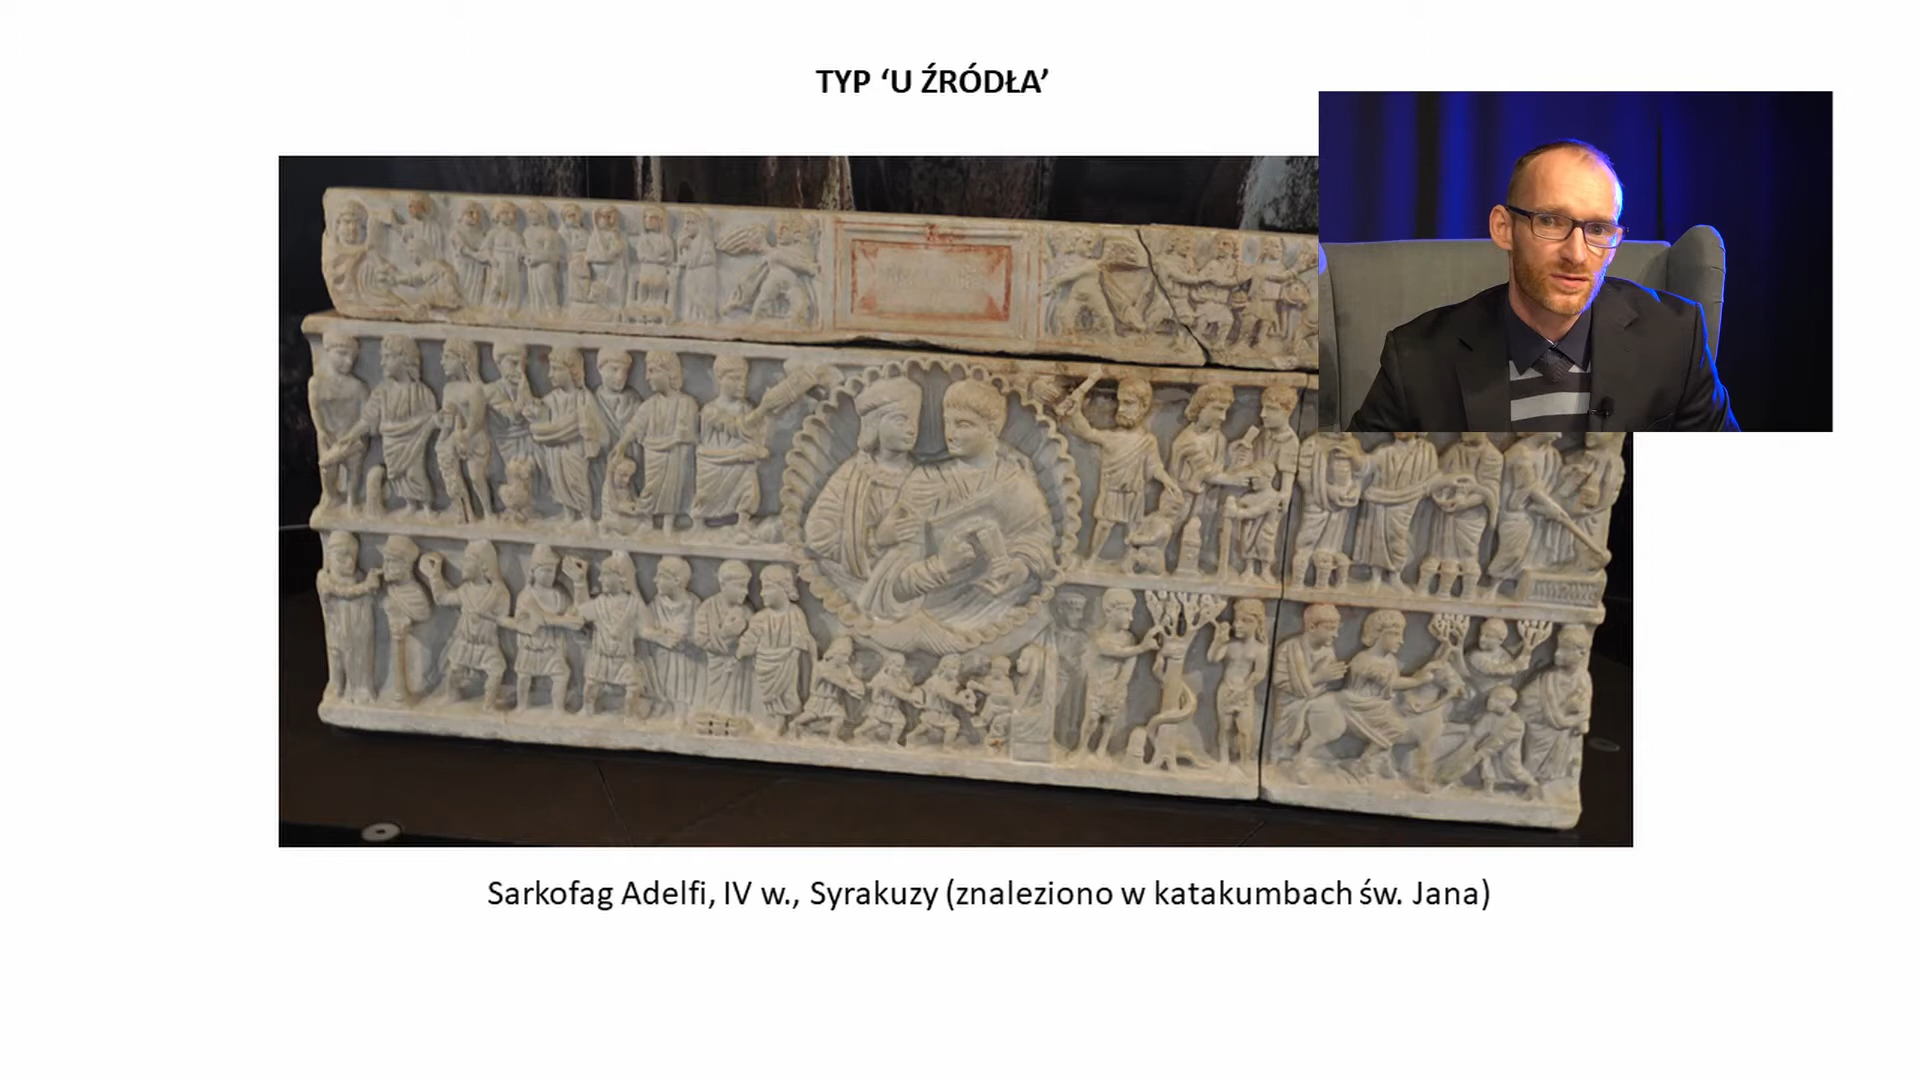 TYP ‘U ŹRÓDŁA’
Sarkofag Adelfi, IV w., Syrakuzy (znaleziono w katakumbach św. Jana)